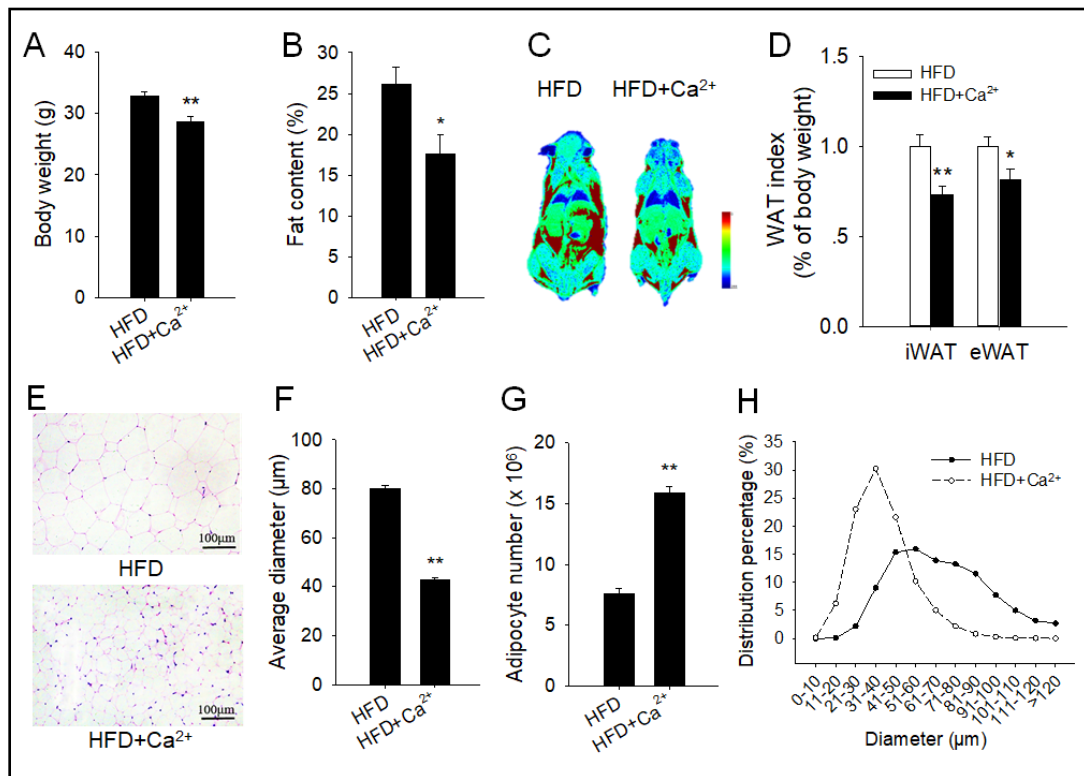 A
Body weight (g)
40
30
20
10
0
HFD
HFD+Ca²⁺
**
B
Fat content (%)
30
25
20
15
10
5
0
HFD
HFD+Ca²⁺
*
C
HFD HFD+Ca²⁺
D
HFD
HFD+Ca²⁺
WAT index
(% of body weight)
1.5
1.0
.5
0.0
**
*
iWAT eWAT
E
100μm
HFD
100μm
HFD+Ca²⁺
F
Average diameter (μm)
100
80
60
40
20
0
**
HFD
HFD+Ca²⁺
G
Adipocyte number (x 10⁶)
20
15
10
5
0
**
HFD
HFD+Ca²⁺
H
Distribution percentage (%)
35
30
25
20
15
10
5
0
HFD
HFD+Ca²⁺
0-10
11-20
21-30
31-40
41-50
51-60
61-70
71-80
81-90
91-100
101-110
111-120
>120
Diameter (μm)